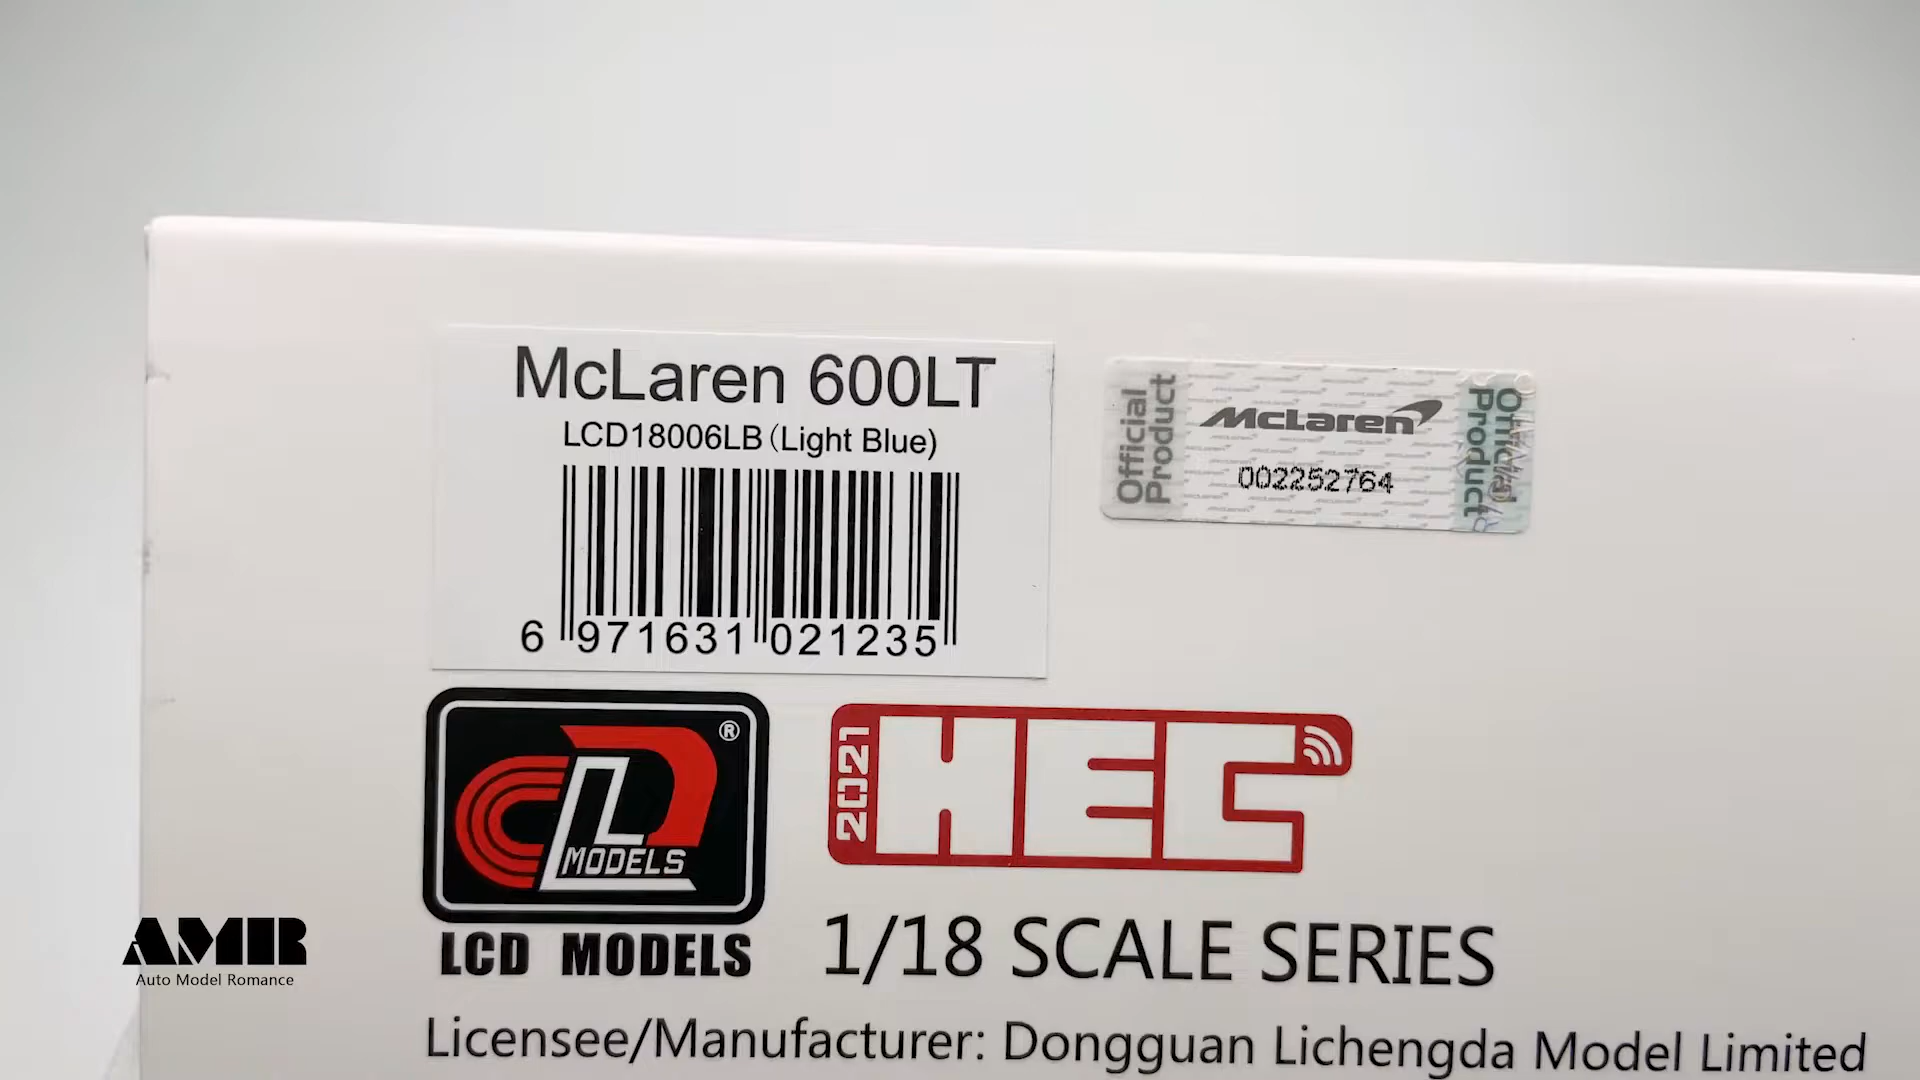 McLaren 600LT
LCD18006LB (Light Blue)
6 971631 021235
Official
Product
McLaren
002252764
Official
Product
MODELS
®
LCD MODELS
2021
HEC
1/18 SCALE SERIES
Licensee/Manufacturer: Dongguan Lichengda Model Limited
AMR
Auto Model Romance